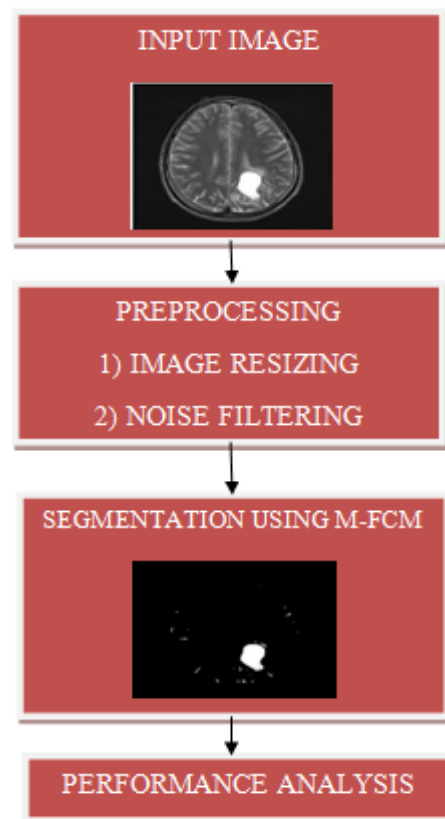 INPUT IMAGE
PREPROCESSING
1) IMAGE RESIZING
2) NOISE FILTERING
SEGMENTATION USING M-FCM
PERFORMANCE ANALYSIS